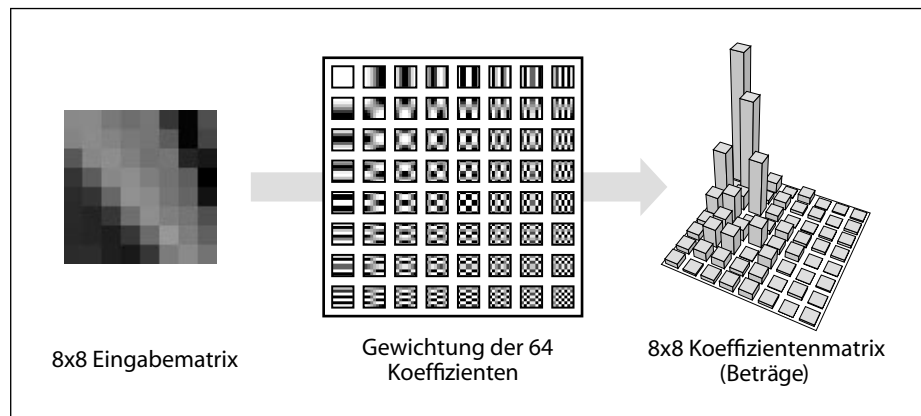 8x8 Eingabematrix
Gewichtung der 64
Koeffizienten
8x8 Koeffizientenmatrix
(Beträge)